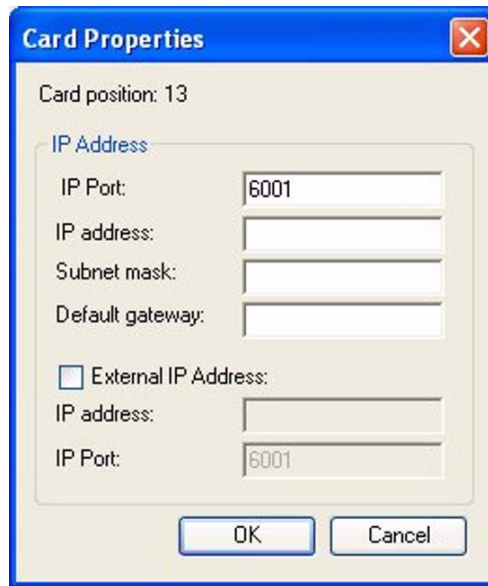 Card Properties
Card position: 13
IP Address
IP Port: 6001
IP address:
Subnet mask:
Default gateway:
External IP Address:
IP address:
IP Port: 6001
OK Cancel